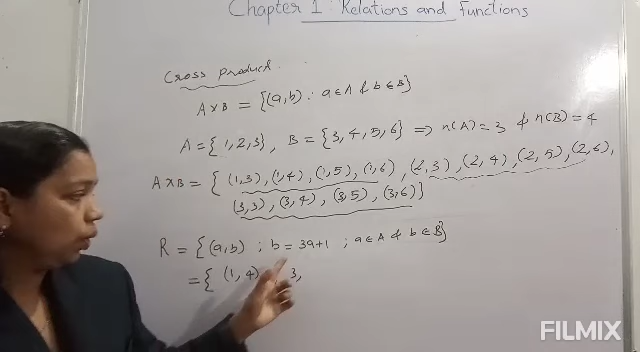 Chapter 1 : Relations and Functions
Cross product.
A×B = {(a,b) : a∈A & b∈B}
A = {1,2,3}, B = {3,4,5,6} ⇒ n(A)=3 & n(B)=4
A×B = { (1,3),(1,4),(1,5),(1,6), (2,3),(2,4),(2,5),(2,6),
(3,3),(3,4),(3,5),(3,6)}
R = {(a,b) ; b = 3a+1 ; a∈A & b∈B}
= { (1,4) 3,
FILMIX